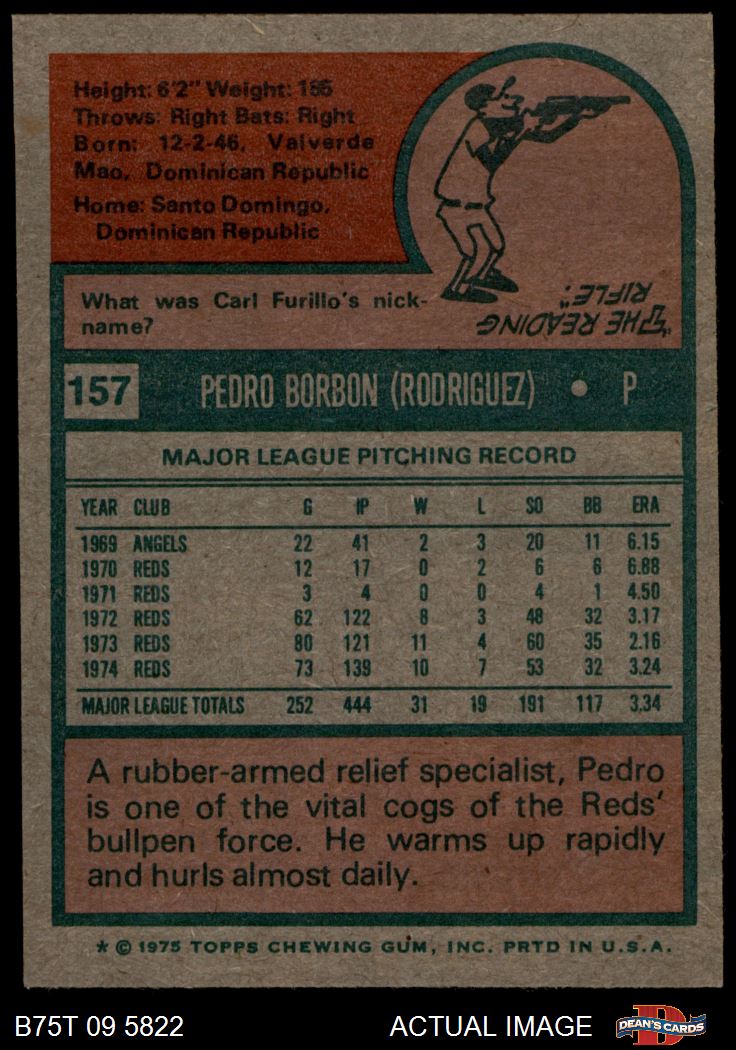 Height: 6'2" Weight: 185
Throws: Right Bats: Right
Born: 12-2-46, Valverde
Mao, Dominican Republic
Home: Santo Domingo,
Dominican Republic
What was Carl Furillo's nick-
name?
"THE READING
RIFLE".
157 PEDRO BORBON (RODRIGUEZ) • P
MAJOR LEAGUE PITCHING RECORD
YEAR CLUB G IP W L SO BB ERA
1969 ANGELS 22 41 2 3 20 11 6.15
1970 REDS 12 17 0 2 6 6 6.88
1971 REDS 3 4 0 0 4 1 4.50
1972 REDS 62 122 8 3 48 32 3.17
1973 REDS 80 121 11 4 60 35 2.16
1974 REDS 73 139 10 7 53 32 3.24
MAJOR LEAGUE TOTALS 252 444 31 19 191 117 3.34
A rubber-armed relief specialist, Pedro
is one of the vital cogs of the Reds'
bullpen force. He warms up rapidly
and hurls almost daily.
* © 1975 TOPPS CHEWING GUM, INC. PRTD IN U.S.A.
B75T 09 5822 ACTUAL IMAGE D DEAN'S CARDS